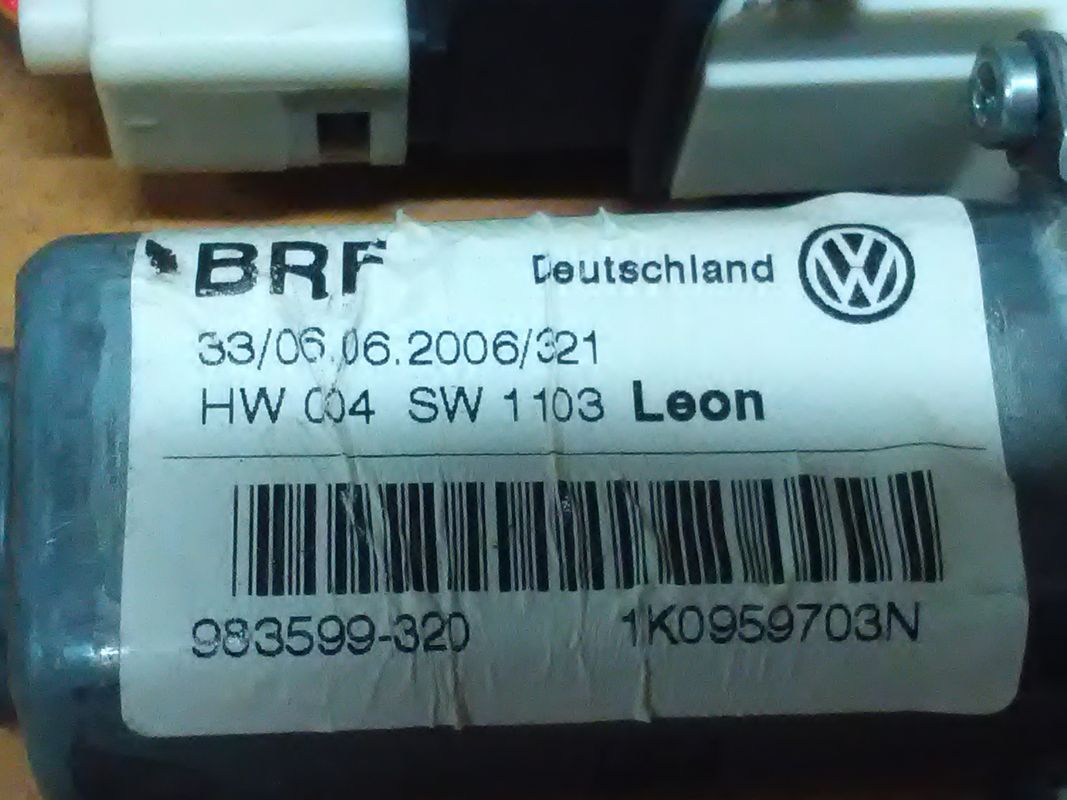 BRF Deutschland
33/06.06.2006/321
HW 004 SW 1103 Leon
983599-320 1K0959703N